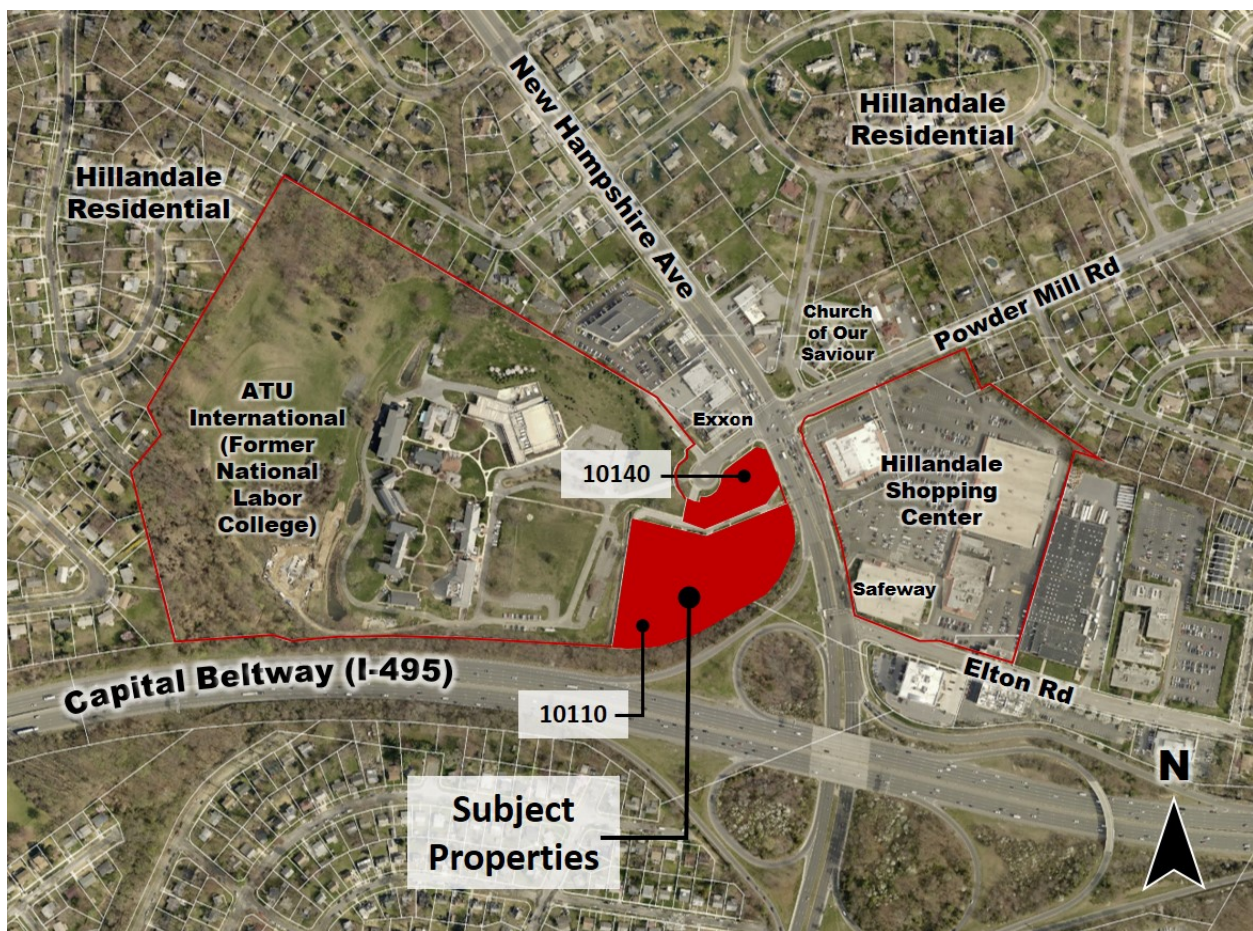 New Hampshire Ave
Hillandale
Residential
Hillandale
Residential
Church
of Our
Saviour
Powder Mill Rd
ATU
International
(Former
National
Labor
College)
Exxon
10140
Hillandale
Shopping
Center
Safeway
Elton Rd
Capital Beltway (I-495)
10110
Subject
Properties
N